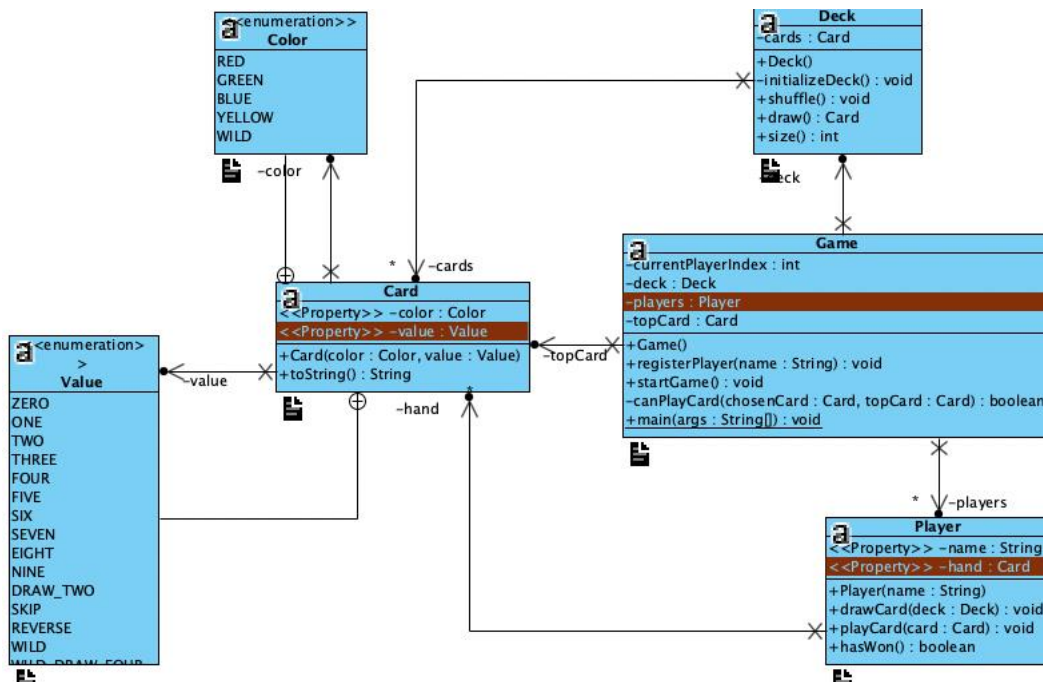 <<enumeration>>
Color
RED
GREEN
BLUE
YELLOW
WILD
-color
Deck
-cards : Card
+Deck()
-initializeDeck() : void
+shuffle() : void
+draw() : Card
+size() : int
* -cards
Game
-currentPlayerIndex : int
-deck : Deck
-players : Player
-topCard : Card
+Game()
+registerPlayer(name : String) : void
+startGame() : void
-canPlayCard(chosenCard : Card, topCard : Card) : boolean
+main(args : String[]) : void
Card
<<Property>> -color : Color
<<Property>> -value : Value
+Card(color : Color, value : Value)
+toString() : String
-topCard
-value
-hand
*
<<enumeration>
>
Value
ZERO
ONE
TWO
THREE
FOUR
FIVE
SIX
SEVEN
EIGHT
NINE
DRAW_TWO
SKIP
REVERSE
WILD
WILD_DRAW_FOUR
* -players
Player
<<Property>> -name : String
<<Property>> -hand : Card
+Player(name : String)
+drawCard(deck : Deck) : void
+playCard(card : Card) : void
+hasWon() : boolean